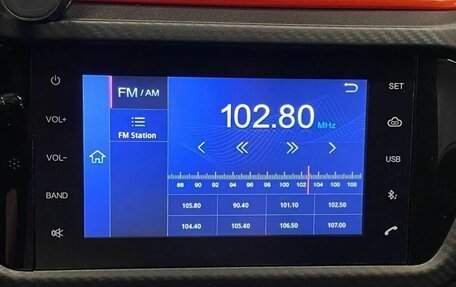 FM / AM
102.80 MHz
FM Station
88 90 92 94 96 98 100 102 104 106 108
105.80 90.40 101.10 102.50
104.40 105.40 106.50 107.00
VOL+
VOL-
BAND
SET
USB